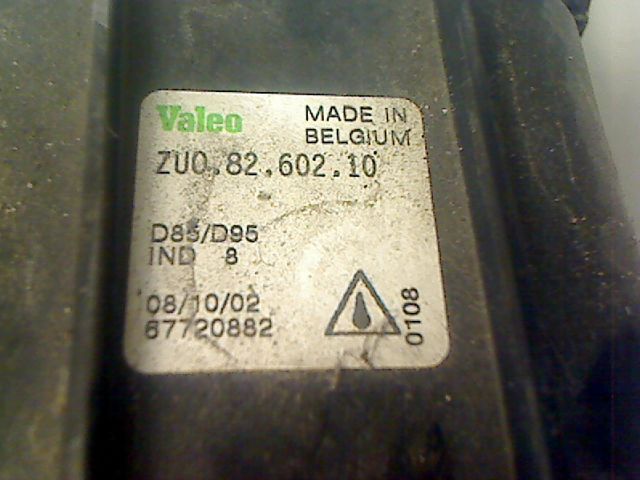 Valeo MADE IN
BELGIUM
ZU0.82.602.10
D85/D95
IND 8
08/10/02
67720882
0108